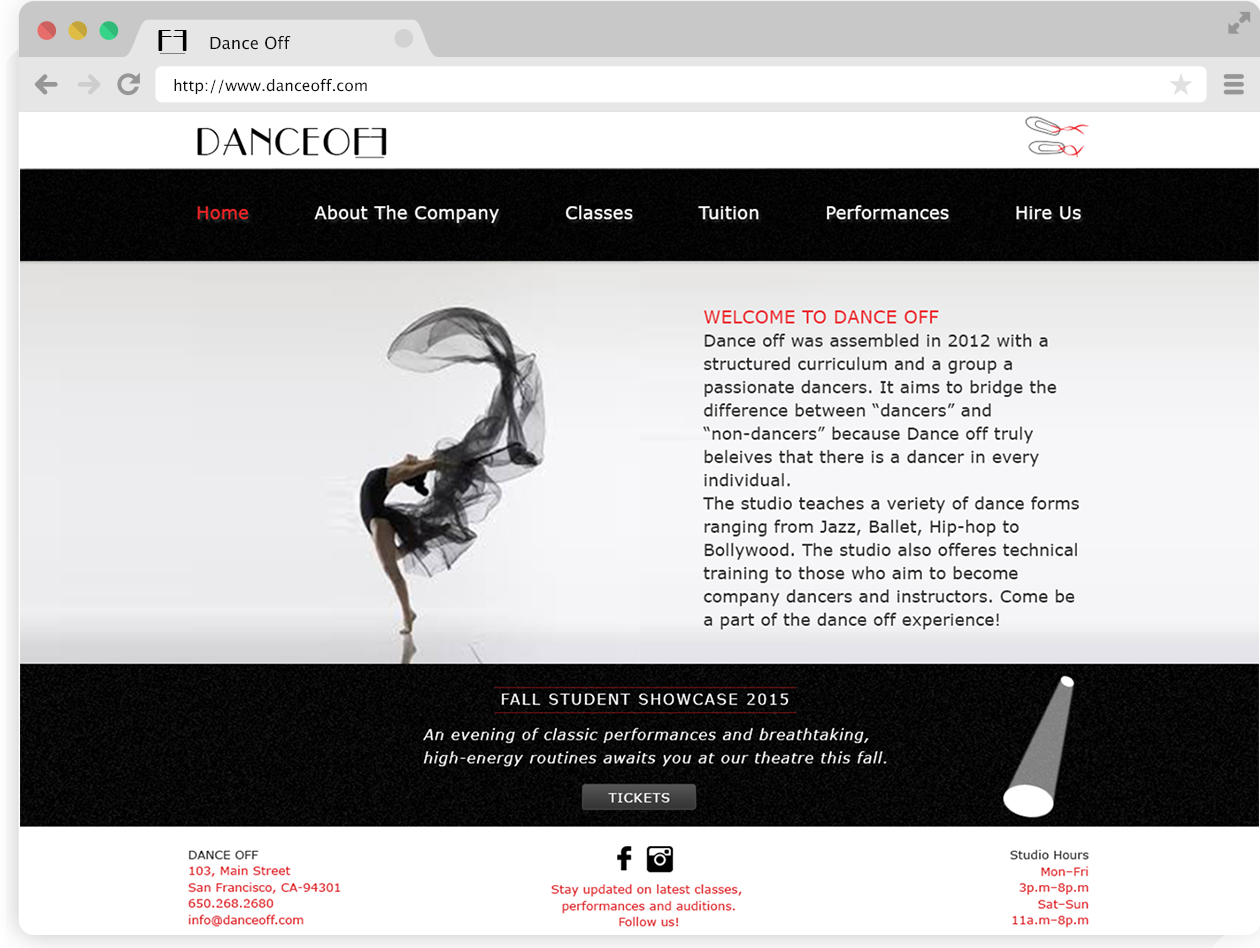 Dance Off
http://www.danceoff.com
DANCEOFF
Home About The Company Classes Tuition Performances Hire Us
WELCOME TO DANCE OFF
Dance off was assembled in 2012 with a
structured curriculum and a group a
passionate dancers. It aims to bridge the
difference between “dancers” and
“non-dancers” because Dance off truly
beleives that there is a dancer in every
individual.
The studio teaches a veriety of dance forms
ranging from Jazz, Ballet, Hip-hop to
Bollywood. The studio also offeres technical
training to those who aim to become
company dancers and instructors. Come be
a part of the dance off experience!
FALL STUDENT SHOWCASE 2015
An evening of classic performances and breathtaking,
high-energy routines awaits you at our theatre this fall.
TICKETS
DANCE OFF
103, Main Street
San Francisco, CA-94301
650.268.2680
info@danceoff.com
Stay updated on latest classes,
performances and auditions.
Follow us!
Studio Hours
Mon–Fri
3p.m–8p.m
Sat–Sun
11a.m–8p.m